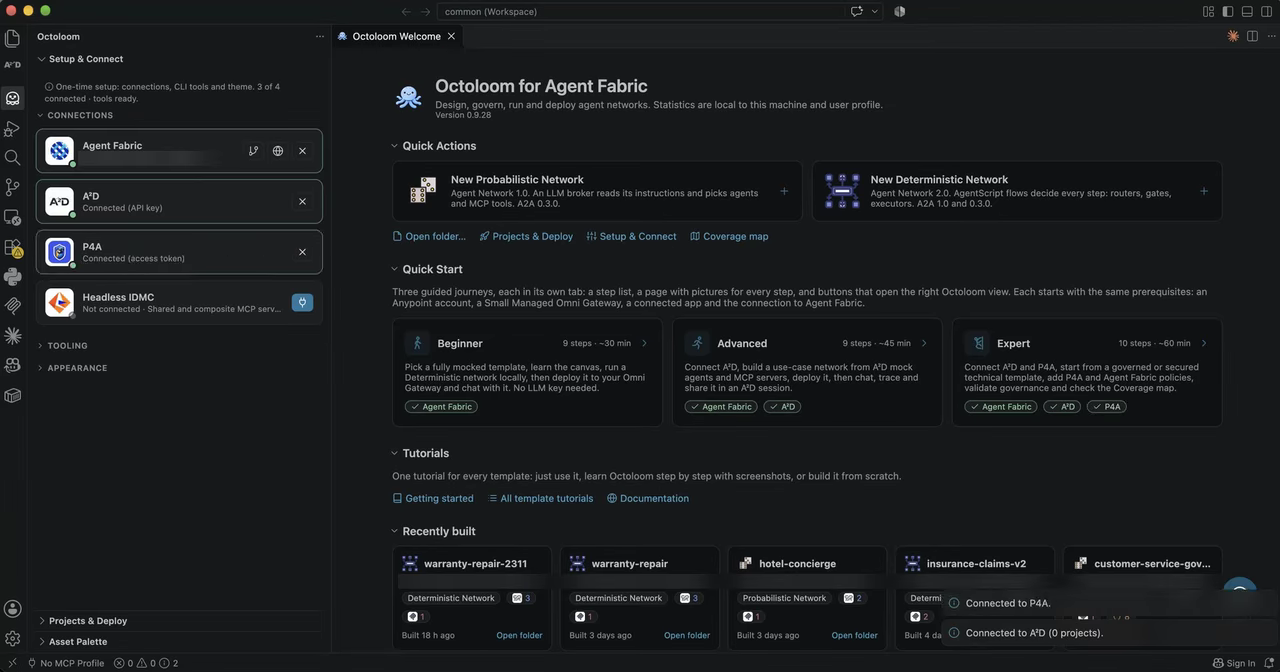 common (Workspace)
Octoloom
Setup & Connect
One-time setup: connections, CLI tools and theme. 3 of 4
connected · tools ready.
CONNECTIONS
Agent Fabric
A²D
A²D
Connected (API key)
P4A
Connected (access token)
Headless IDMC
Not connected · Shared and composite MCP serv...
TOOLING
APPEARANCE
Projects & Deploy
Asset Palette
A²D
Octoloom Welcome
Octoloom for Agent Fabric
Design, govern, run and deploy agent networks. Statistics are local to this machine and user profile.
Version 0.9.28
Quick Actions
New Probabilistic Network
Agent Network 1.0. An LLM broker reads its instructions and picks agents
and MCP tools. A2A 0.3.0.
New Deterministic Network
Agent Network 2.0. AgentScript flows decide every step: routers, gates,
executors. A2A 1.0 and 0.3.0.
Open folder... Projects & Deploy Setup & Connect Coverage map
Quick Start
Three guided journeys, each in its own tab: a step list, a page with pictures for every step, and buttons that open the right Octoloom view. Each starts with the same prerequisites: an
Anypoint account, a Small Managed Omni Gateway, a connected app and the connection to Agent Fabric.
Beginner 9 steps · ~30 min
Pick a fully mocked template, learn the canvas, run a
Deterministic network locally, then deploy it to your Omni
Gateway and chat with it. No LLM key needed.
Agent Fabric
Advanced 9 steps · ~45 min
Connect A²D, build a use-case network from A²D mock
agents and MCP servers, deploy it, then chat, trace and
share it in an A²D session.
Agent Fabric A²D
Expert 10 steps · ~60 min
Connect A²D and P4A, start from a governed or secured
technical template, add P4A and Agent Fabric policies,
validate governance and check the Coverage map.
Agent Fabric A²D P4A
Tutorials
One tutorial for every template: just use it, learn Octoloom step by step with screenshots, or build it from scratch.
Getting started All template tutorials Documentation
Recently built
warranty-repair-2311
Deterministic Network 3
1
Built 18 h ago Open folder
warranty-repair
Deterministic Network 3
1
Built 3 days ago Open folder
hotel-concierge
Probabilistic Network 2
1
Built 3 days ago Open folder
insurance-claims-v2
Determi
2
Built 4 da
customer-service-gov...
Connected to P4A.
Connected to A²D (0 projects).
No MCP Profile 0 0 2
Sign In